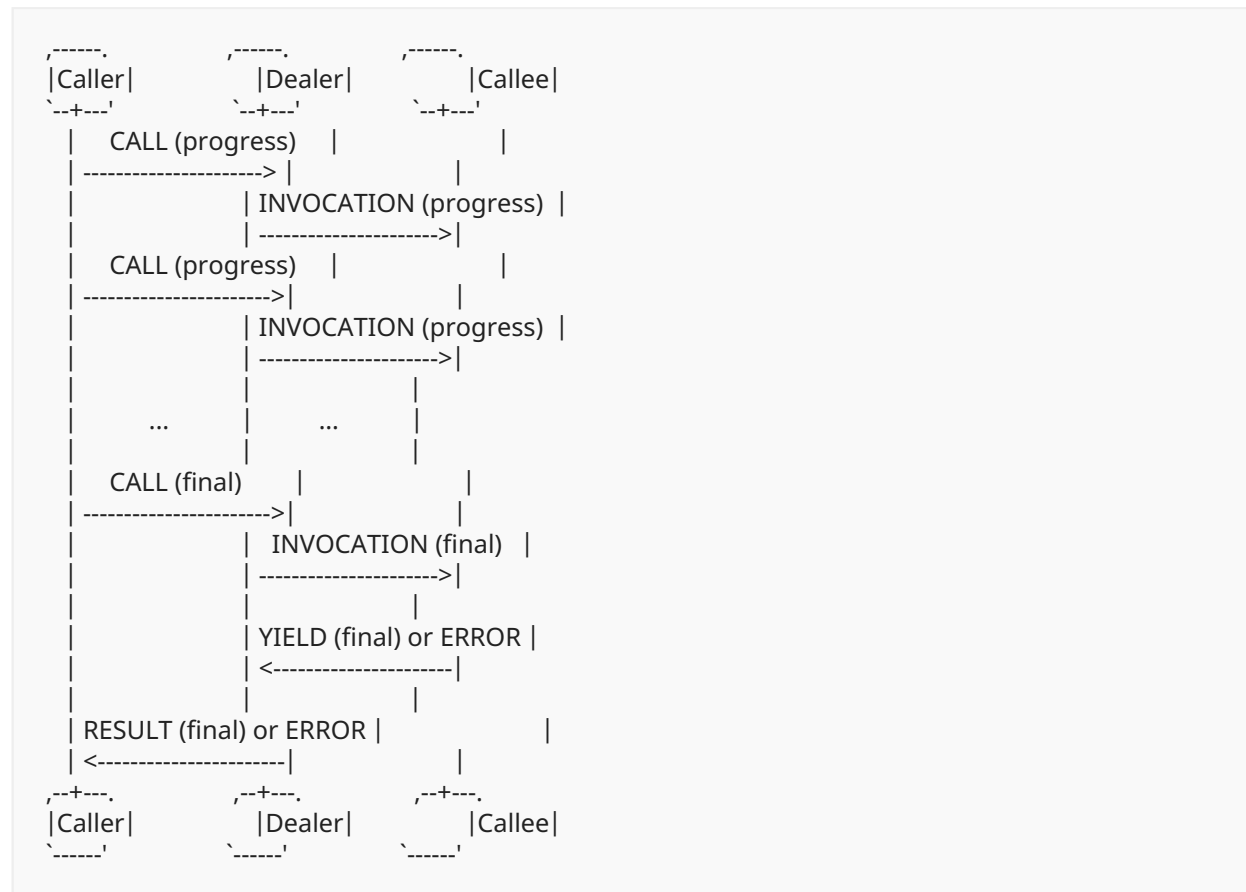 ,------.          ,------.          ,------.
|Caller|          |Dealer|          |Callee|
`--+---'          `--+---'          `--+---'
| CALL (progress) | |
| ----------------------> | |
| | INVOCATION (progress) |
| | ---------------------->|
| CALL (progress) | |
| ----------------------->| |
| | INVOCATION (progress) |
| | ---------------------->|
| | |
| ... | ... |
| | |
| CALL (final) | |
| ----------------------->| |
| | INVOCATION (final) |
| | ---------------------->|
| | |
| | YIELD (final) or ERROR |
| | <----------------------|
| | |
| RESULT (final) or ERROR | |
| <-----------------------| |
,--+---.          ,--+---.          ,--+---.
|Caller|          |Dealer|          |Callee|
`------'          `------'          `------'